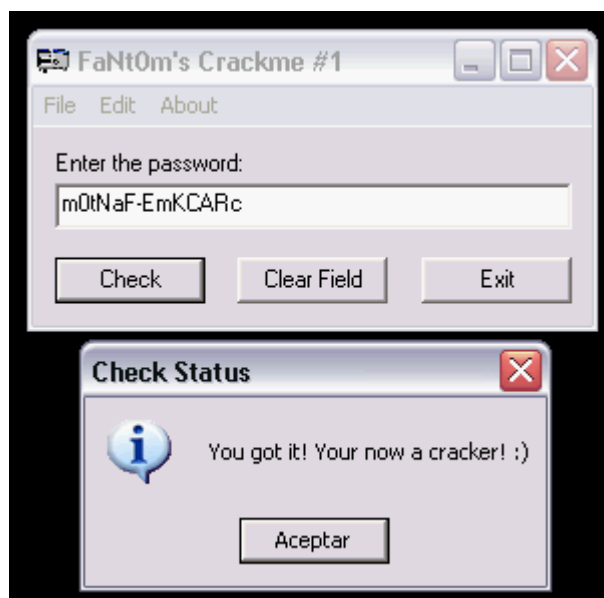 FaNt0m's Crackme #1
File Edit About
Enter the password:
m0tNaF-EmKCARc
Check Clear Field Exit
Check Status
You got it! Your now a cracker! :)
Aceptar